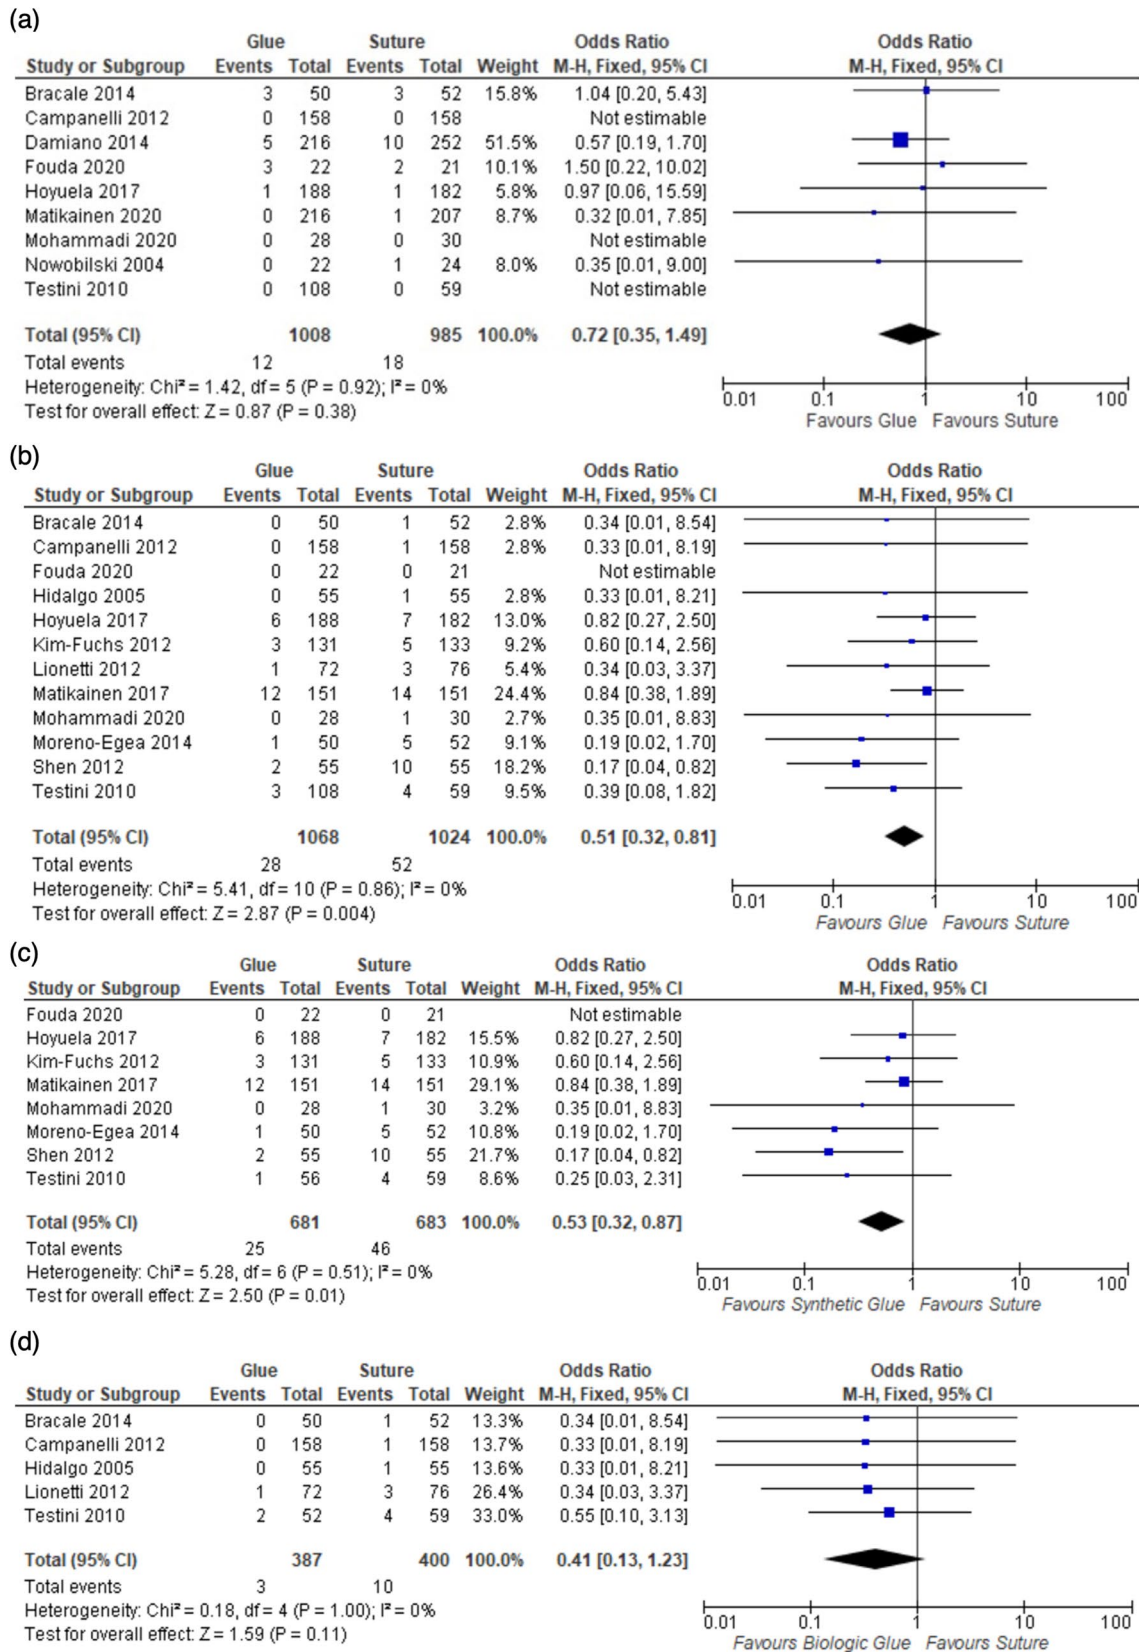 (a)
Glue Suture Odds Ratio Odds Ratio
Study or Subgroup Events Total Events Total Weight M-H, Fixed, 95% CI M-H, Fixed, 95% CI
Bracale 2014 3 50 3 52 15.8% 1.04 [0.20, 5.43]
Campanelli 2012 0 158 0 158 Not estimable
Damiano 2014 5 216 10 252 51.5% 0.57 [0.19, 1.70]
Fouda 2020 3 22 2 21 10.1% 1.50 [0.22, 10.02]
Hoyuela 2017 1 188 1 182 5.8% 0.97 [0.06, 15.59]
Matikainen 2020 0 216 1 207 8.7% 0.32 [0.01, 7.85]
Mohammadi 2020 0 28 0 30 Not estimable
Nowobilski 2004 0 22 1 24 8.0% 0.35 [0.01, 9.00]
Testini 2010 0 108 0 59 Not estimable
Total (95% CI) 1008 985 100.0% 0.72 [0.35, 1.49]
Total events 12 18
Heterogeneity: Chi² = 1.42, df = 5 (P = 0.92); I² = 0%
Test for overall effect: Z = 0.87 (P = 0.38)
0.01 0.1 1 10 100
Favours Glue Favours Suture
(b)
Glue Suture Odds Ratio Odds Ratio
Study or Subgroup Events Total Events Total Weight M-H, Fixed, 95% CI M-H, Fixed, 95% CI
Bracale 2014 0 50 1 52 2.8% 0.34 [0.01, 8.54]
Campanelli 2012 0 158 1 158 2.8% 0.33 [0.01, 8.19]
Fouda 2020 0 22 0 21 Not estimable
Hidalgo 2005 0 55 1 55 2.8% 0.33 [0.01, 8.21]
Hoyuela 2017 6 188 7 182 13.0% 0.82 [0.27, 2.50]
Kim-Fuchs 2012 3 131 5 133 9.2% 0.60 [0.14, 2.56]
Lionetti 2012 1 72 3 76 5.4% 0.34 [0.03, 3.37]
Matikainen 2017 12 151 14 151 24.4% 0.84 [0.38, 1.89]
Mohammadi 2020 0 28 1 30 2.7% 0.35 [0.01, 8.83]
Moreno-Egea 2014 1 50 5 52 9.1% 0.19 [0.02, 1.70]
Shen 2012 2 55 10 55 18.2% 0.17 [0.04, 0.82]
Testini 2010 3 108 4 59 9.5% 0.39 [0.08, 1.82]
Total (95% CI) 1068 1024 100.0% 0.51 [0.32, 0.81]
Total events 28 52
Heterogeneity: Chi² = 5.41, df = 10 (P = 0.86); I² = 0%
Test for overall effect: Z = 2.87 (P = 0.004)
0.01 0.1 1 10 100
Favours Glue Favours Suture
(c)
Glue Suture Odds Ratio Odds Ratio
Study or Subgroup Events Total Events Total Weight M-H, Fixed, 95% CI M-H, Fixed, 95% CI
Fouda 2020 0 22 0 21 Not estimable
Hoyuela 2017 6 188 7 182 15.5% 0.82 [0.27, 2.50]
Kim-Fuchs 2012 3 131 5 133 10.9% 0.60 [0.14, 2.56]
Matikainen 2017 12 151 14 151 29.1% 0.84 [0.38, 1.89]
Mohammadi 2020 0 28 1 30 3.2% 0.35 [0.01, 8.83]
Moreno-Egea 2014 1 50 5 52 10.8% 0.19 [0.02, 1.70]
Shen 2012 2 55 10 55 21.7% 0.17 [0.04, 0.82]
Testini 2010 1 56 4 59 8.6% 0.25 [0.03, 2.31]
Total (95% CI) 681 683 100.0% 0.53 [0.32, 0.87]
Total events 25 46
Heterogeneity: Chi² = 5.28, df = 6 (P = 0.51); I² = 0%
Test for overall effect: Z = 2.50 (P = 0.01)
0.01 0.1 1 10 100
Favours Synthetic Glue Favours Suture
(d)
Glue Suture Odds Ratio Odds Ratio
Study or Subgroup Events Total Events Total Weight M-H, Fixed, 95% CI M-H, Fixed, 95% CI
Bracale 2014 0 50 1 52 13.3% 0.34 [0.01, 8.54]
Campanelli 2012 0 158 1 158 13.7% 0.33 [0.01, 8.19]
Hidalgo 2005 0 55 1 55 13.6% 0.33 [0.01, 8.21]
Lionetti 2012 1 72 3 76 26.4% 0.34 [0.03, 3.37]
Testini 2010 2 52 4 59 33.0% 0.55 [0.10, 3.13]
Total (95% CI) 387 400 100.0% 0.41 [0.13, 1.23]
Total events 3 10
Heterogeneity: Chi² = 0.18, df = 4 (P = 1.00); I² = 0%
Test for overall effect: Z = 1.59 (P = 0.11)
0.01 0.1 1 10 100
Favours Biologic Glue Favours Suture